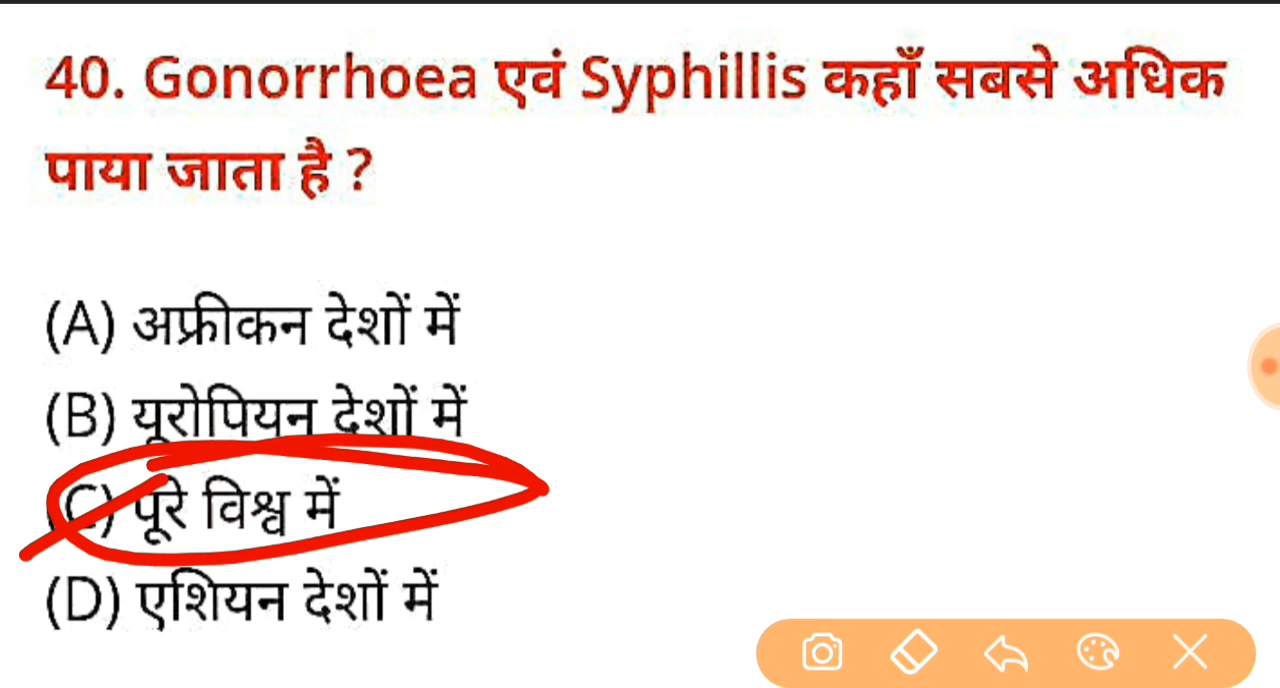 40. Gonorrhoea एवं Syphillis कहाँ सबसे अधिक
पाया जाता है ?
(A) अफ्रीकन देशों में
(B) यूरोपियन देशों में
(C) पूरे विश्व में
(D) एशियन देशों में